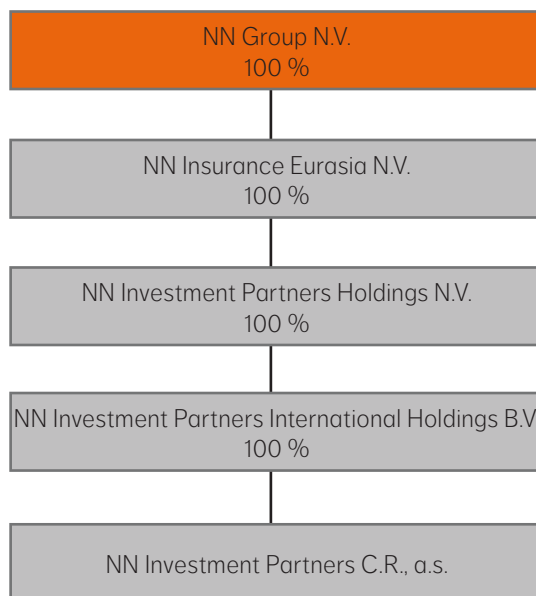 NN Group N.V.
100 %
NN Insurance Eurasia N.V.
100 %
NN Investment Partners Holdings N.V.
100 %
NN Investment Partners International Holdings B.V
100 %
NN Investment Partners C.R., a.s.